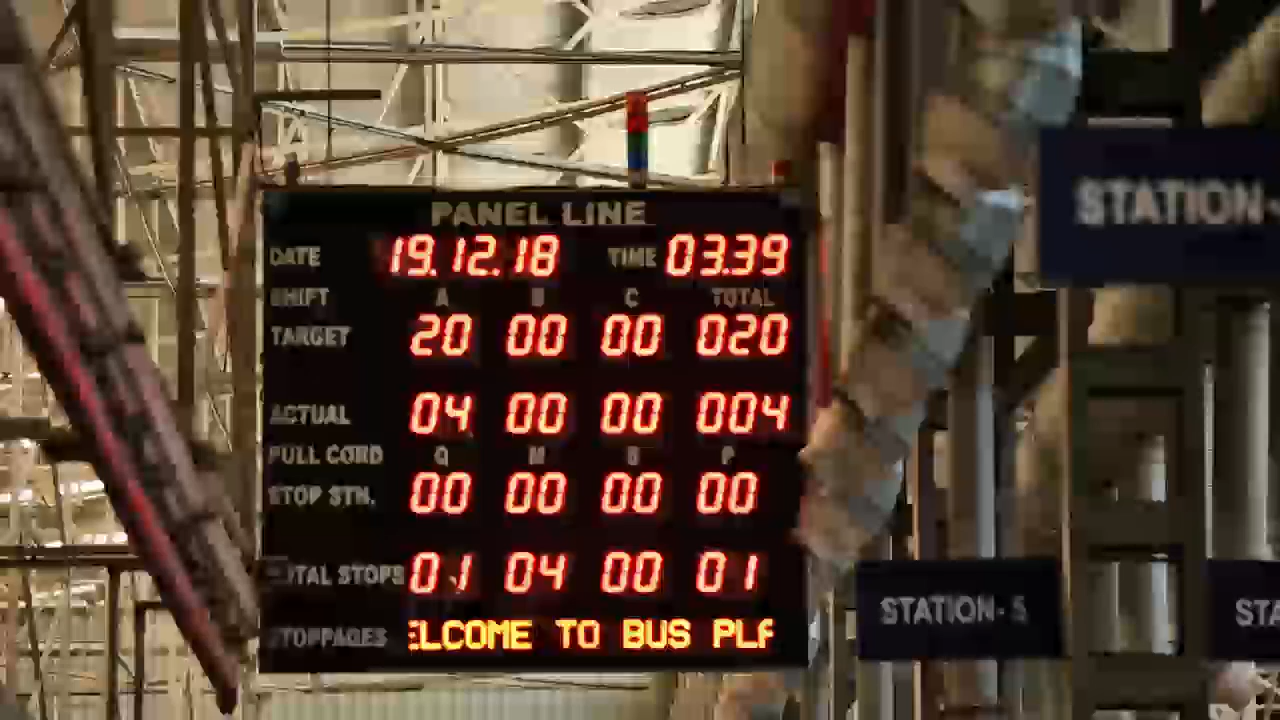 PANEL LINE
DATE 19.12.18 TIME 03.39
SHIFT A B C TOTAL
TARGET 20 00 00 020
ACTUAL 04 00 00 004
PULL CORD Q M S P
STOP STN. 00 00 00 00
TOTAL STOPS 01 04 00 01
STOPPAGES ELCOME TO BUS PLA
STATION-
STATION- 5
STA